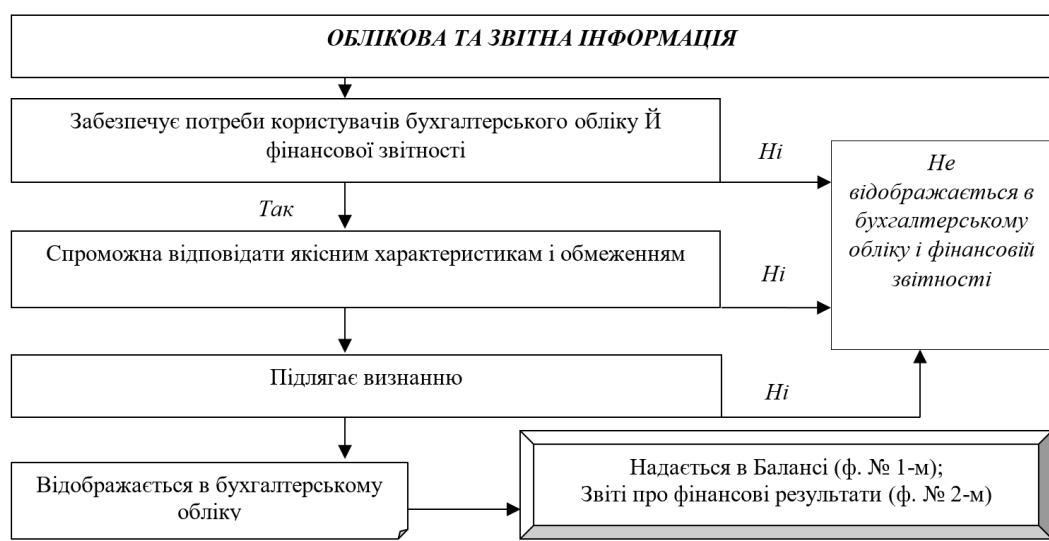 ОБЛІКОВА ТА ЗВІТНА ІНФОРМАЦІЯ
Забезпечує потреби користувачів бухгалтерського обліку Й
фінансової звітності
Ні
Так
Не
відображається в
бухгалтерському
обліку і фінансовій
звітності
Спроможна відповідати якісним характеристикам і обмеженням
Ні
Підлягає визнанню
Ні
Відображається в бухгалтерському
обліку
Надається в Балансі (ф. № 1-м);
Звіті про фінансові результати (ф. № 2-м)